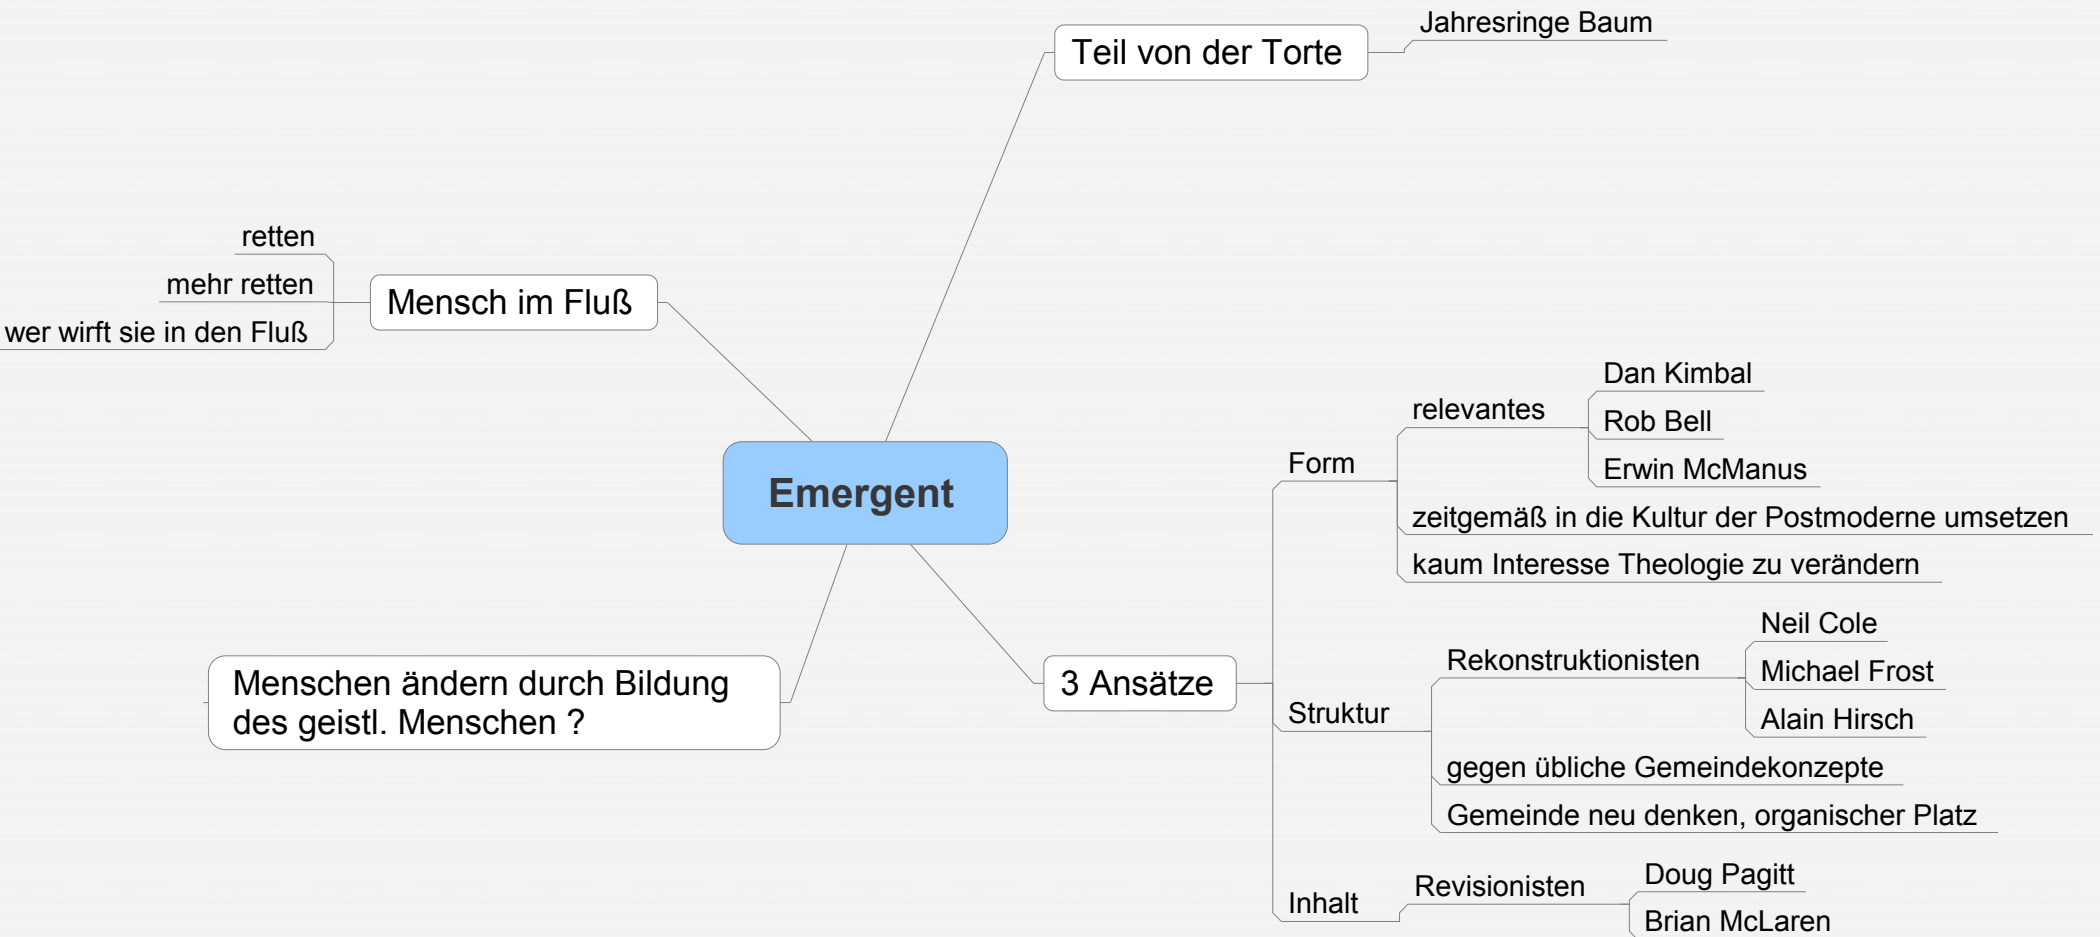 Jahresringe Baum
Teil von der Torte
retten
mehr retten
wer wirft sie in den Fluß
Mensch im Fluß
Emergent
Menschen ändern durch Bildung
des geistl. Menschen ?
3 Ansätze
Form
relevantes
Dan Kimbal
Rob Bell
Erwin McManus
zeitgemäß in die Kultur der Postmoderne umsetzen
kaum Interesse Theologie zu verändern
Struktur
Rekonstruktionisten
Neil Cole
Michael Frost
Alain Hirsch
gegen übliche Gemeindekonzepte
Gemeinde neu denken, organischer Platz
Inhalt
Revisionisten
Doug Pagitt
Brian McLaren